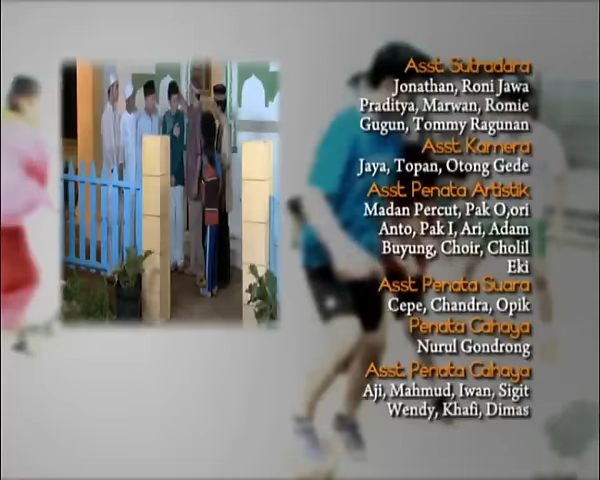 Asst. Sutradara
Jonathan, Roni Jawa
Praditya, Marwan, Romie
Gugun, Tommy Ragunan
Asst. Kamera
Jaya, Topan, Otong Gede
Asst. Penata Artistik
Madan Percut, Pak O,ori
Anto, Pak I, Ari, Adam
Buyung, Choir, Cholil
Eki
Asst. Penata Suara
Cepe, Chandra, Opik
Penata Cahaya
Nurul Gondrong
Asst. Penata Cahaya
Aji, Mahmud, Iwan, Sigit
Wendy, Khafi, Dimas